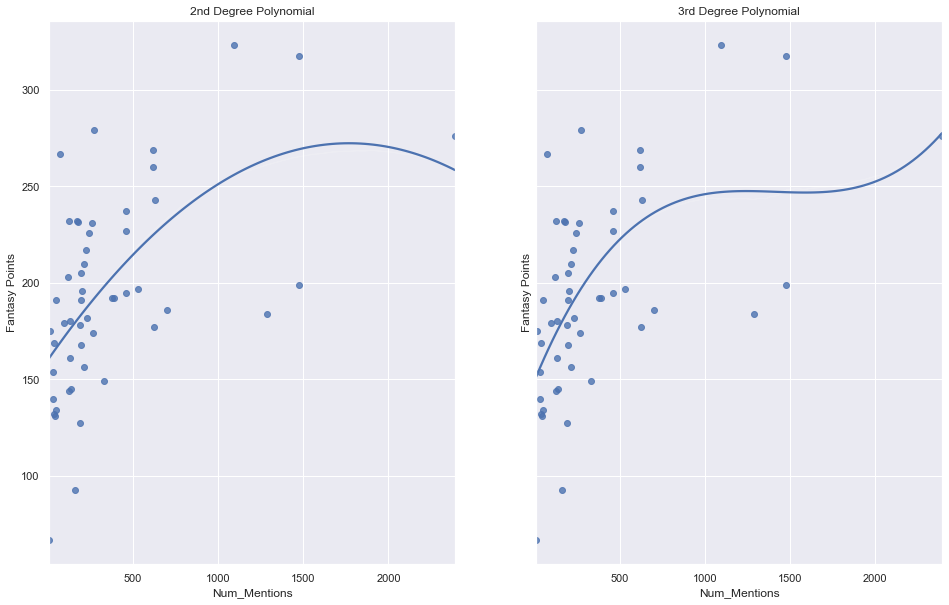 2nd Degree Polynomial
3rd Degree Polynomial
Fantasy Points
300
250
200
150
100
500
1000
1500
2000
Num_Mentions
Fantasy Points
500
1000
1500
2000
Num_Mentions